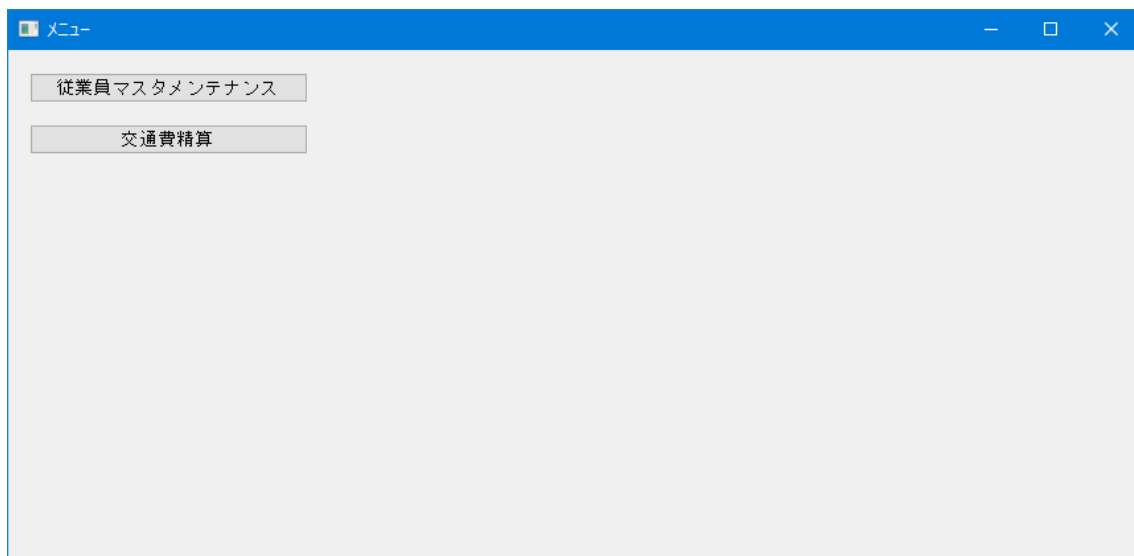 メニュー
従業員マスタメンテナンス
交通費精算